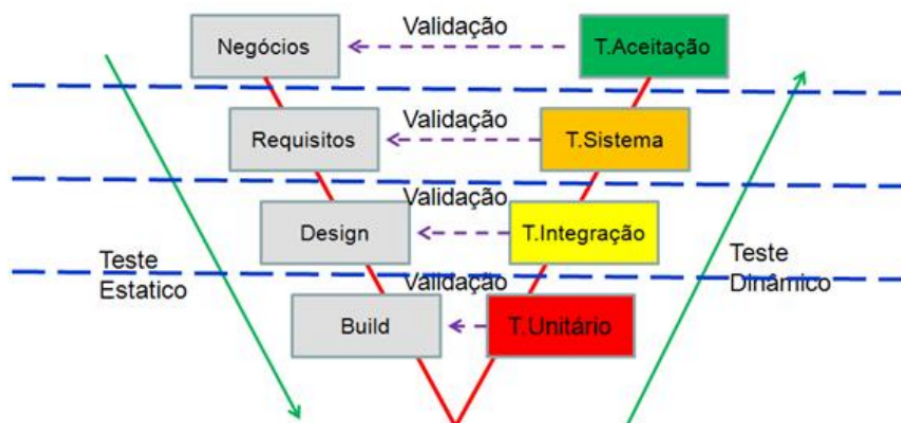 Negócios
Validação
T.Aceitação
Requisitos
Validação
T.Sistema
Design
Validação
T.Integração
Teste
Estatico
Teste
Dinâmico
Build
Validação
T.Unitário